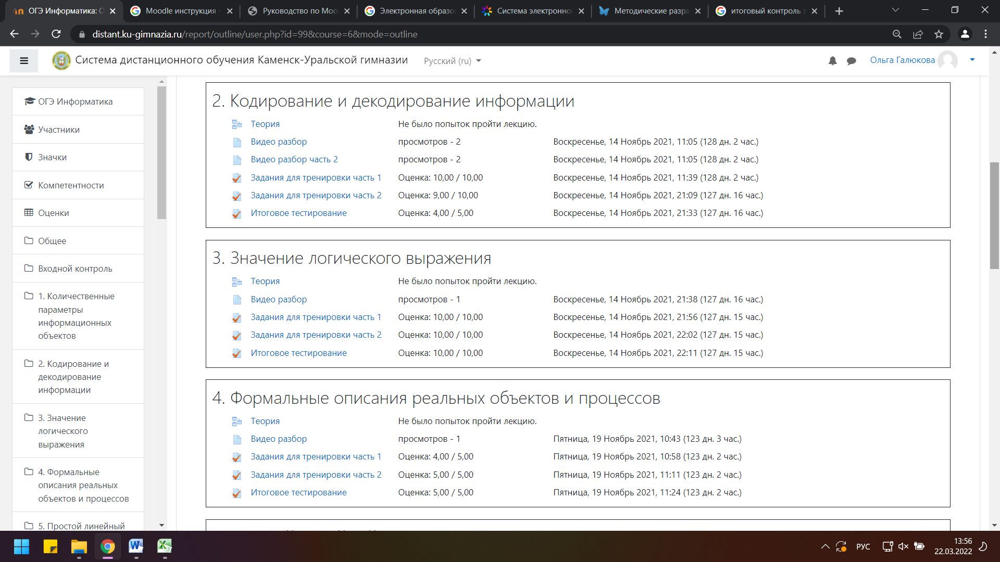 ОГЭ Информатика: О
Moodle инструкция -
Руководство по Moo
Электронная образо
Система электронно
Методические разра
итоговый контроль э
distant.ku-gimnazia.ru/report/outline/user.php?id=99&course=6&mode=outline
Система дистанционного обучения Каменск-Уральской гимназии
Русский (ru)
Ольга Галюкова
ОГЭ Информатика
Участники
Значки
Компетентности
Оценки
Общее
Входной контроль
1. Количественные
параметры
информационных
объектов
2. Кодирование и
декодирование
информации
3. Значение
логического
выражения
4. Формальные
описания реальных
объектов и процессов
5. Простой линейный
2. Кодирование и декодирование информации
Теория Не было попыток пройти лекцию.
Видео разбор просмотров - 2 Воскресенье, 14 Ноябрь 2021, 11:05 (128 дн. 2 час.)
Видео разбор часть 2 просмотров - 2 Воскресенье, 14 Ноябрь 2021, 11:05 (128 дн. 2 час.)
Задания для тренировки часть 1 Оценка: 10,00 / 10,00 Воскресенье, 14 Ноябрь 2021, 11:39 (128 дн. 2 час.)
Задания для тренировки часть 2 Оценка: 9,00 / 10,00 Воскресенье, 14 Ноябрь 2021, 21:09 (127 дн. 16 час.)
Итоговое тестирование Оценка: 4,00 / 5,00 Воскресенье, 14 Ноябрь 2021, 21:33 (127 дн. 16 час.)
3. Значение логического выражения
Теория Не было попыток пройти лекцию.
Видео разбор просмотров - 1 Воскресенье, 14 Ноябрь 2021, 21:38 (127 дн. 16 час.)
Задания для тренировки часть 1 Оценка: 10,00 / 10,00 Воскресенье, 14 Ноябрь 2021, 21:56 (127 дн. 15 час.)
Задания для тренировки часть 2 Оценка: 10,00 / 10,00 Воскресенье, 14 Ноябрь 2021, 22:02 (127 дн. 15 час.)
Итоговое тестирование Оценка: 10,00 / 10,00 Воскресенье, 14 Ноябрь 2021, 22:11 (127 дн. 15 час.)
4. Формальные описания реальных объектов и процессов
Теория Не было попыток пройти лекцию.
Видео разбор просмотров - 1 Пятница, 19 Ноябрь 2021, 10:43 (123 дн. 3 час.)
Задания для тренировки часть 1 Оценка: 4,00 / 5,00 Пятница, 19 Ноябрь 2021, 10:58 (123 дн. 2 час.)
Задания для тренировки часть 2 Оценка: 5,00 / 5,00 Пятница, 19 Ноябрь 2021, 11:11 (123 дн. 2 час.)
Итоговое тестирование Оценка: 5,00 / 5,00 Пятница, 19 Ноябрь 2021, 11:24 (123 дн. 2 час.)
РУС
13:56
22.03.2022